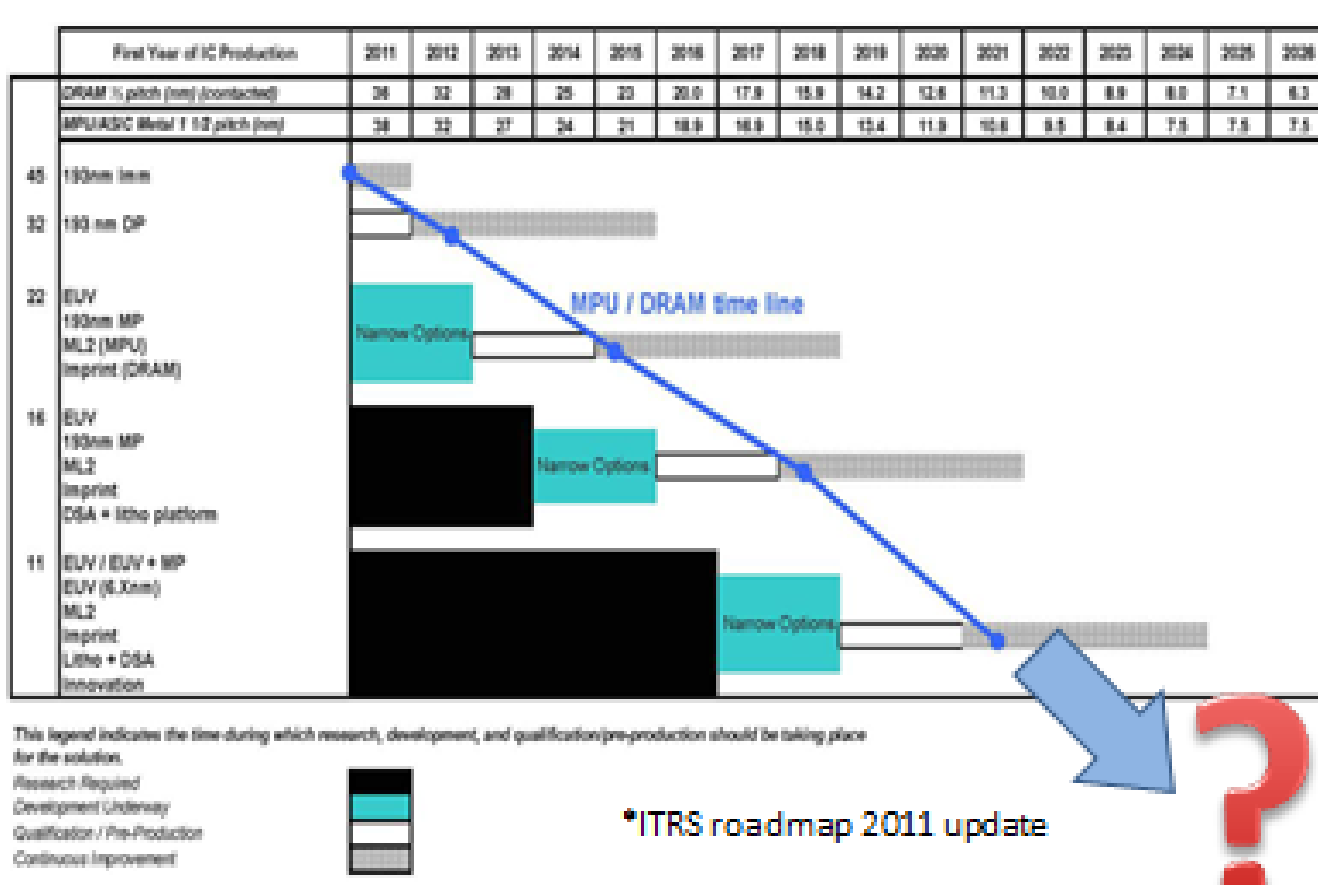 First Year of IC Production 2011 2012 2013 2014 2015 2016 2017 2018 2019 2020 2021 2022 2023 2024 2025 2026
DRAM ½ pitch (nm) (contacted) 36 32 28 25 23 20.0 17.9 15.9 14.2 12.6 11.3 10.0 8.9 8.0 7.1 6.3
MPU/ASIC Metal 1 1/2 pitch (nm) 38 32 27 24 21 18.9 16.9 15.0 13.4 11.9 10.6 9.5 8.4 7.5 7.5 7.5
45 193nm Imm
32 193 nm DP
22 EUV
193nm MP
ML2 (MPU)
Imprint (DRAM)
Narrow Options
MPU / DRAM time line
16 EUV
193nm MP
ML2
Imprint
DSA + litho platform
Narrow Options
11 EUV / EUV + MP
EUV (6.Xnm)
ML2
Imprint
Litho + DSA
Innovation
Narrow Options
?
This legend indicates the time during which research, development, and qualification/pre-production should be taking place
for the solution.
Research Required
Development Underway
Qualification / Pre-Production
Continuous Improvement
*ITRS roadmap 2011 update